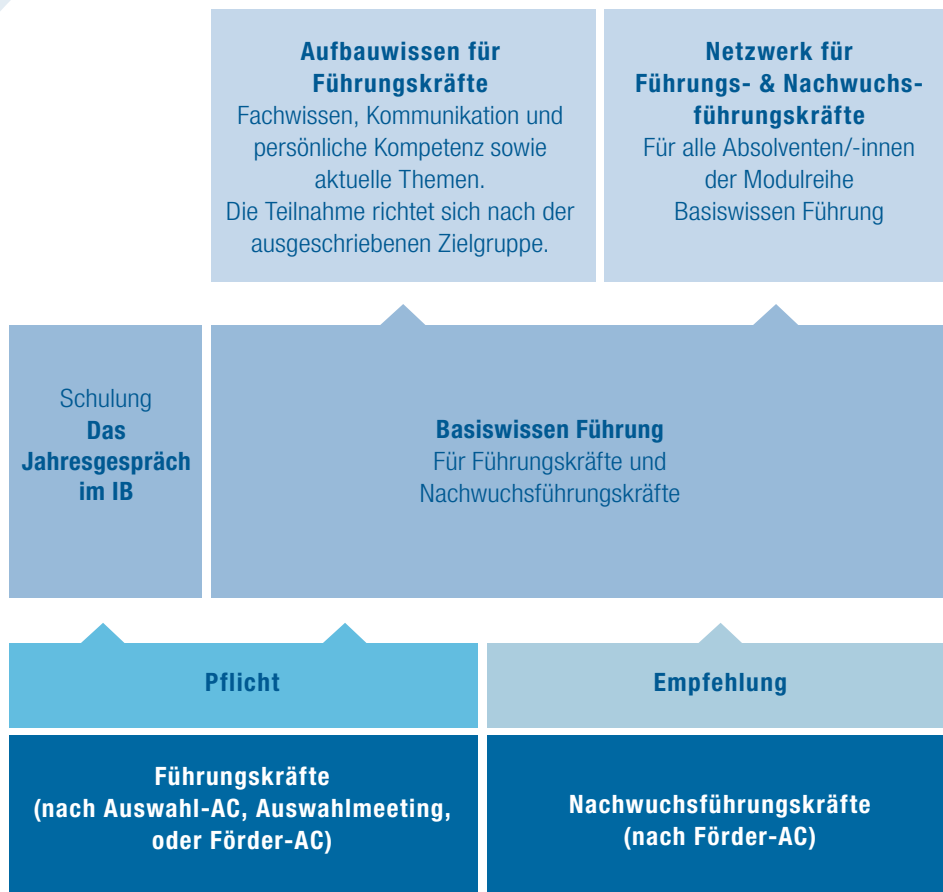 Aufbauwissen für
Führungskräfte
Fachwissen, Kommunikation und
persönliche Kompetenz sowie
aktuelle Themen.
Die Teilnahme richtet sich nach der
ausgeschriebenen Zielgruppe.
Netzwerk für
Führungs- & Nachwuchs-
führungskräfte
Für alle Absolventen/-innen
der Modulreihe
Basiswissen Führung
Schulung
Das
Jahresgespräch
im IB
Basiswissen Führung
Für Führungskräfte und
Nachwuchsführungskräfte
Pflicht
Empfehlung
Führungskräfte
(nach Auswahl-AC, Auswahlmeeting,
oder Förder-AC)
Nachwuchsführungskräfte
(nach Förder-AC)